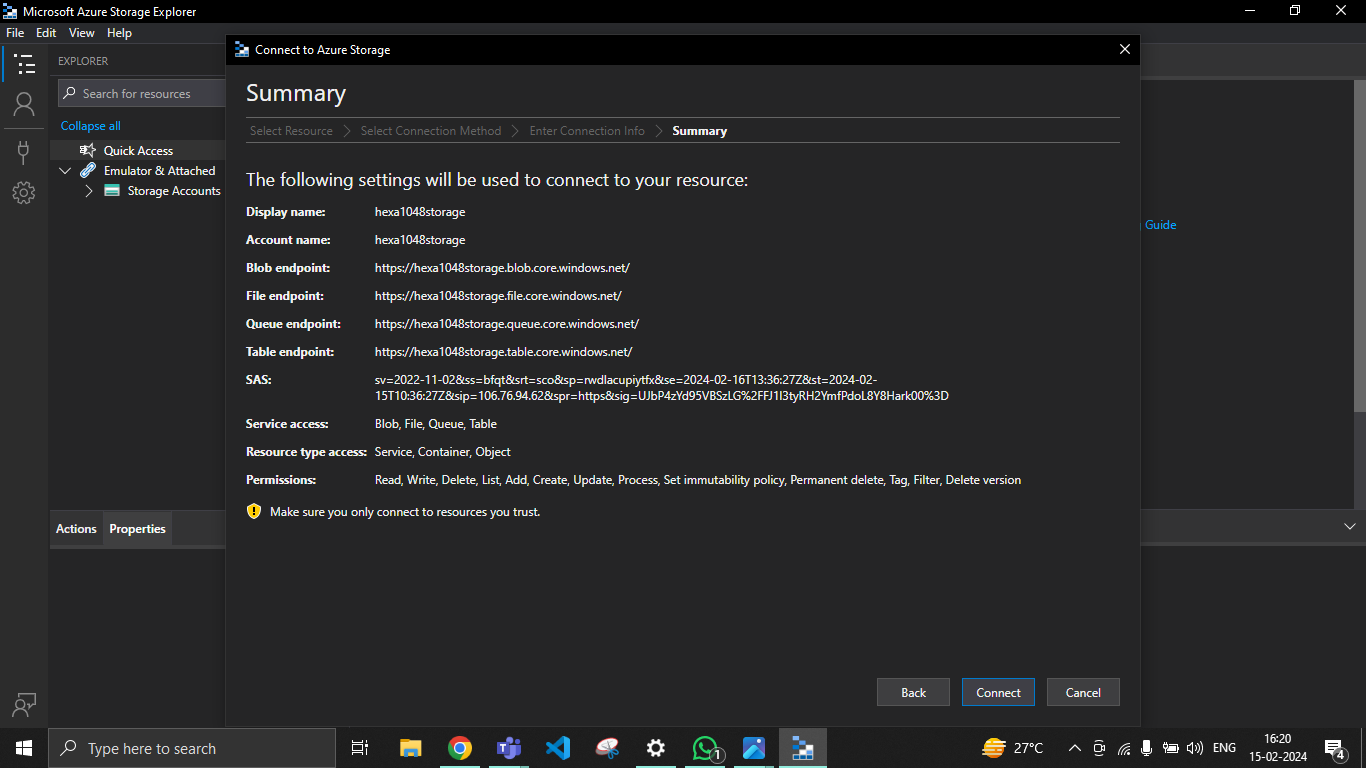 Microsoft Azure Storage Explorer
File Edit View Help
EXPLORER
Search for resources
Collapse all
Quick Access
Emulator & Attached
Storage Accounts
Connect to Azure Storage
Summary
Select Resource
Select Connection Method
Enter Connection Info
Summary
The following settings will be used to connect to your resource:
Display name: hexa1048storage
Account name: hexa1048storage
Blob endpoint: https://hexa1048storage.blob.core.windows.net/
File endpoint: https://hexa1048storage.file.core.windows.net/
Queue endpoint: https://hexa1048storage.queue.core.windows.net/
Table endpoint: https://hexa1048storage.table.core.windows.net/
SAS: sv=2022-11-02&ss=bfqt&srt=sco&sp=rwdlacupiytfx&se=2024-02-16T13:36:27Z&st=2024-02-
15T10:36:27Z&sip=106.76.94.62&spr=https&sig=UJbP4zYd95VBSzLG%2FFJ1I3tyRH2YmfPdoL8Y8Hark00%3D
Service access: Blob, File, Queue, Table
Resource type access: Service, Container, Object
Permissions: Read, Write, Delete, List, Add, Create, Update, Process, Set immutability policy, Permanent delete, Tag, Filter, Delete version
Make sure you only connect to resources you trust.
Back
Connect
Cancel
Guide
Actions
Properties
Type here to search
1
27°C
ENG
16:20
15-02-2024
4